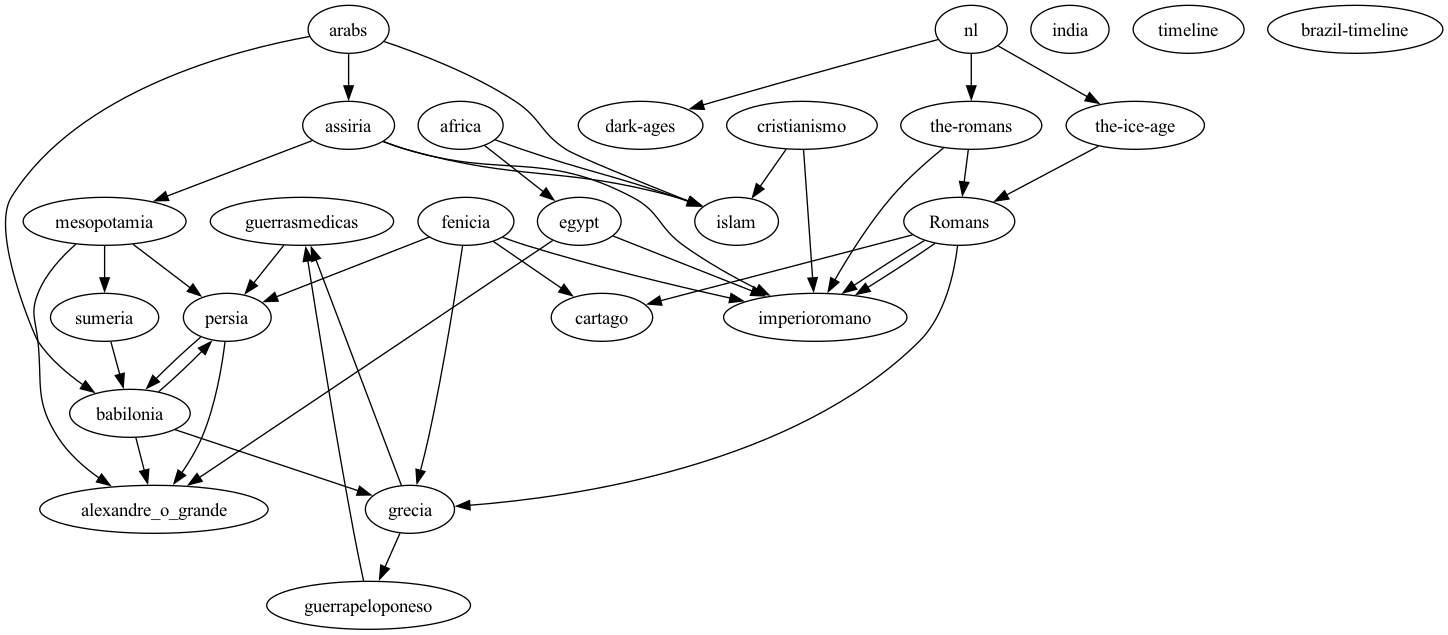 arabs
nl
india
timeline
brazil-timeline
assiria
africa
dark-ages
cristianismo
the-romans
the-ice-age
mesopotamia
guerrasmedicas
fenicia
egypt
islam
Romans
sumeria
persia
cartago
imperioromano
babilonia
alexandre_o_grande
grecia
guerrapeloponeso